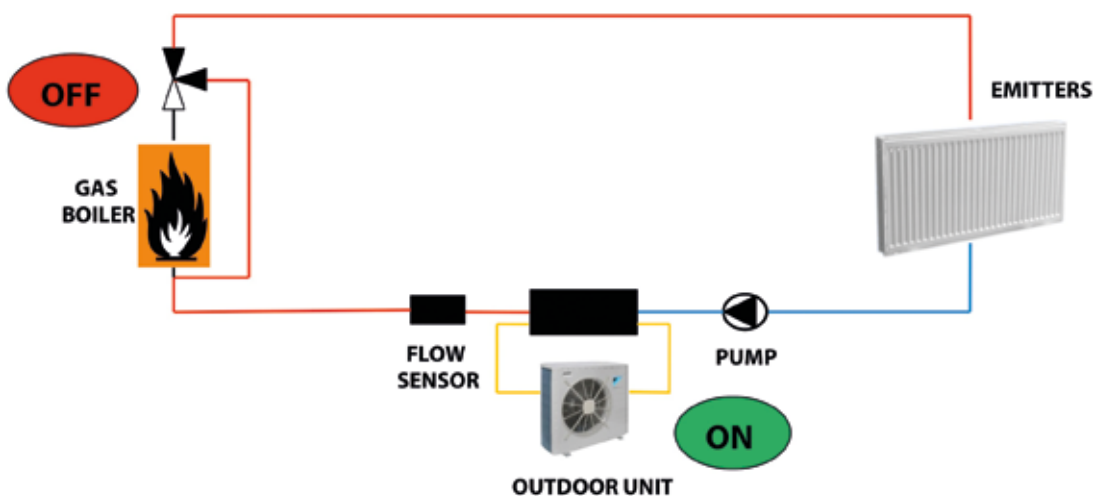 OFF
EMITTERS
GAS
BOILER
FLOW
SENSOR
PUMP
ON
OUTDOOR UNIT